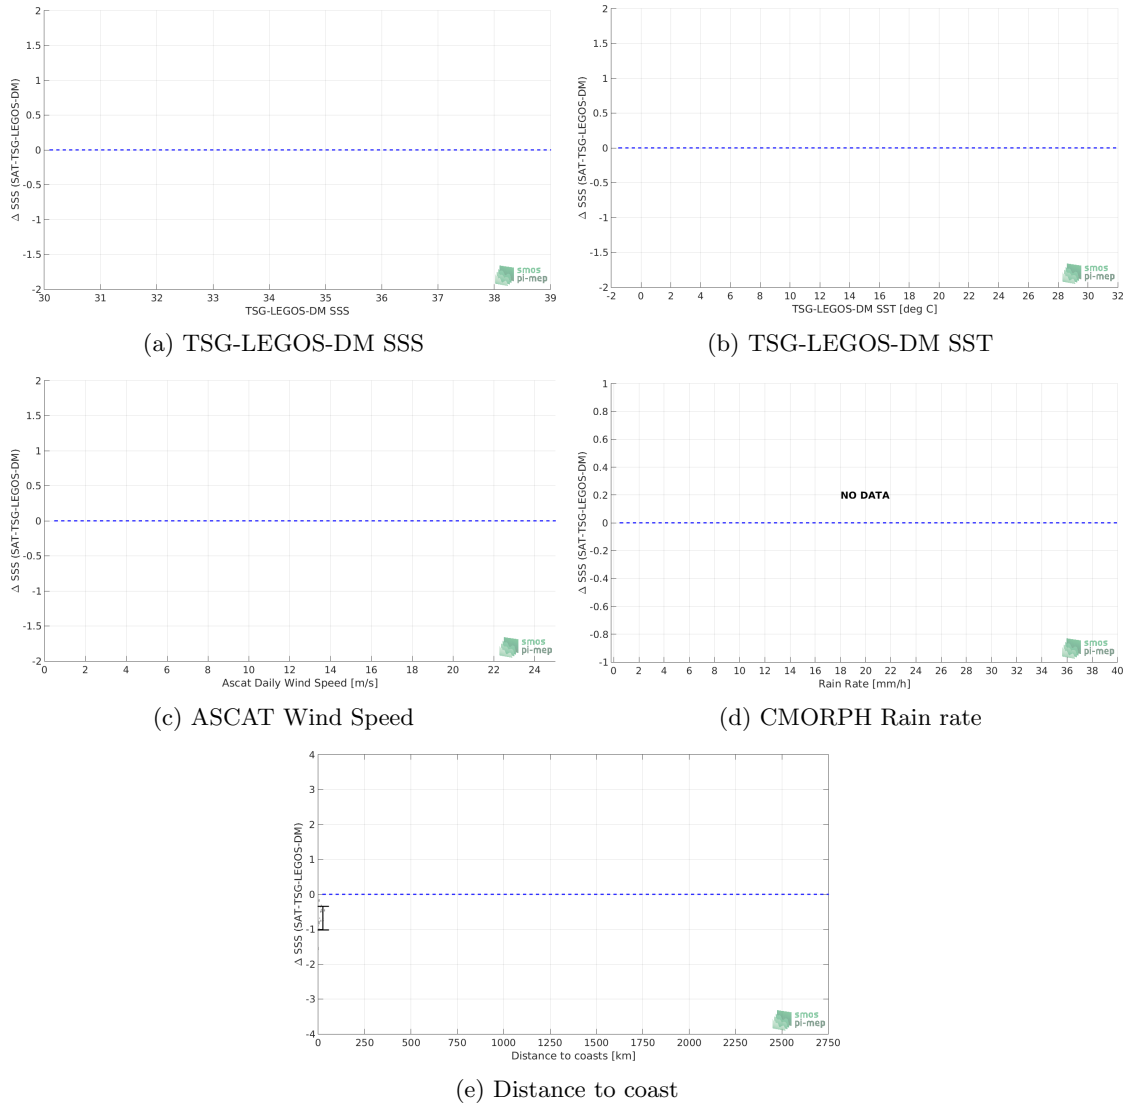 2
1.5
1
0.5
0
-0.5
-1
-1.5
-2
Δ SSS (SAT-TSG-LEGOS-DM)
30 31 32 33 34 35 36 37 38 39
TSG-LEGOS-DM SSS
smos
pi-mep
(a) TSG-LEGOS-DM SSS
2
1.5
1
0.5
0
-0.5
-1
-1.5
-2
Δ SSS (SAT-TSG-LEGOS-DM)
-2 0 2 4 6 8 10 12 14 16 18 20 22 24 26 28 30 32
TSG-LEGOS-DM SST [deg C]
smos
pi-mep
(b) TSG-LEGOS-DM SST
2
1.5
1
0.5
0
-0.5
-1
-1.5
-2
Δ SSS (SAT-TSG-LEGOS-DM)
0 2 4 6 8 10 12 14 16 18 20 22 24
Ascat Daily Wind Speed [m/s]
smos
pi-mep
(c) ASCAT Wind Speed
1
0.8
0.6
0.4
0.2
0
-0.2
-0.4
-0.6
-0.8
-1
Δ SSS (SAT-TSG-LEGOS-DM)
NO DATA
0 2 4 6 8 10 12 14 16 18 20 22 24 26 28 30 32 34 36 38 40
Rain Rate [mm/h]
smos
pi-mep
(d) CMORPH Rain rate
4
3
2
1
0
-1
-2
-3
-4
Δ SSS (SAT-TSG-LEGOS-DM)
0 250 500 750 1000 1250 1500 1750 2000 2250 2500 2750
Distance to coasts [km]
smos
pi-mep
(e) Distance to coast